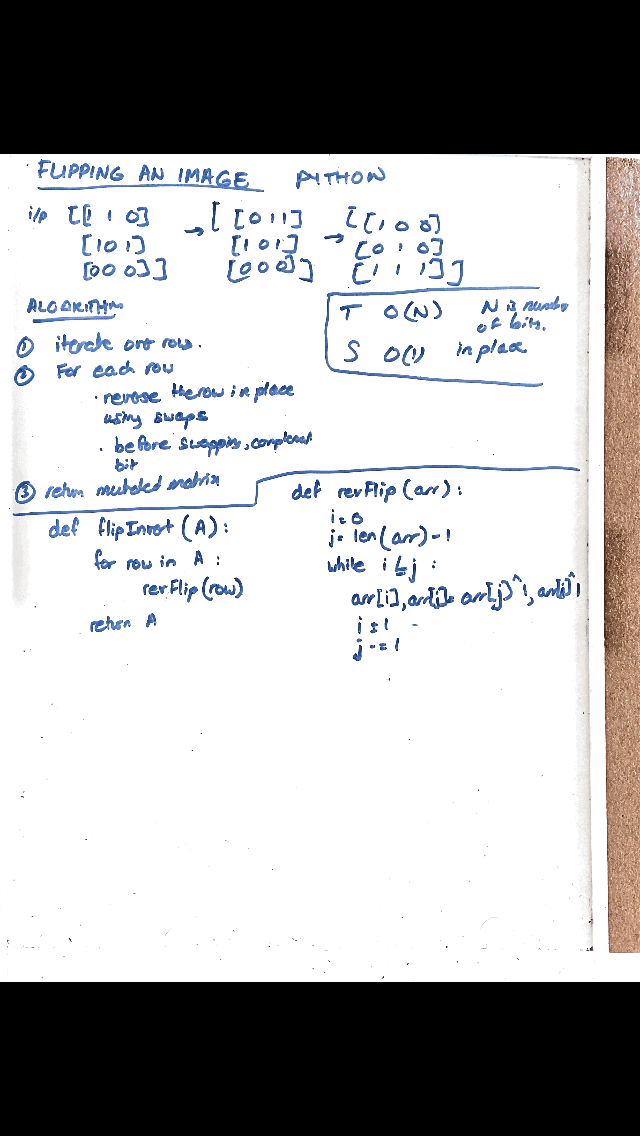 FLIPPING AN IMAGE PYTHON
i/p [[1 1 0] → [ [0 1 1] → [[1 0 0]
[1 0 1] [1 0 1] [0 1 0]
[0 0 0]] [0 0 0] ] [1 1 1] ]
ALGORITHM
① iterate over row.
② For each row
· reverse the row in place
using swaps
· before swapping, complement
bit
③ return mutated matrix
T O(N) N is number
of bits.
S O(1) in place
def flipInvert(A):
for row in A :
revFlip(row)
return A
def revFlip(arr):
i = 0
j = len(arr) - 1
while i ≤ j :
arr[i], arr[j] = arr[j]^1, arr[i]^1
i += 1
j -= 1